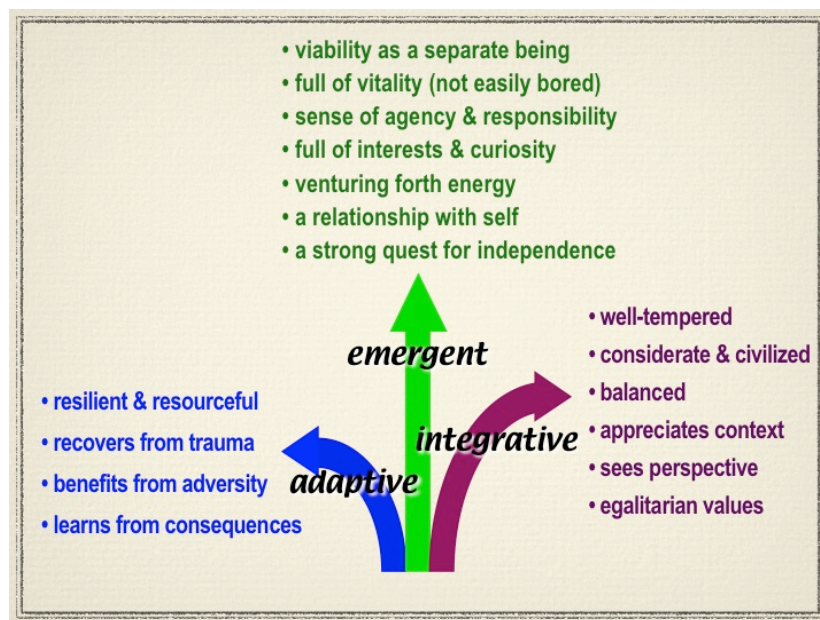 • viability as a separate being
• full of vitality (not easily bored)
• sense of agency & responsibility
• full of interests & curiosity
• venturing forth energy
• a relationship with self
• a strong quest for independence
emergent
• well-tempered
• considerate & civilized
• balanced
• appreciates context
• sees perspective
• egalitarian values
integrative
• resilient & resourceful
• recovers from trauma
• benefits from adversity
• learns from consequences
adaptive